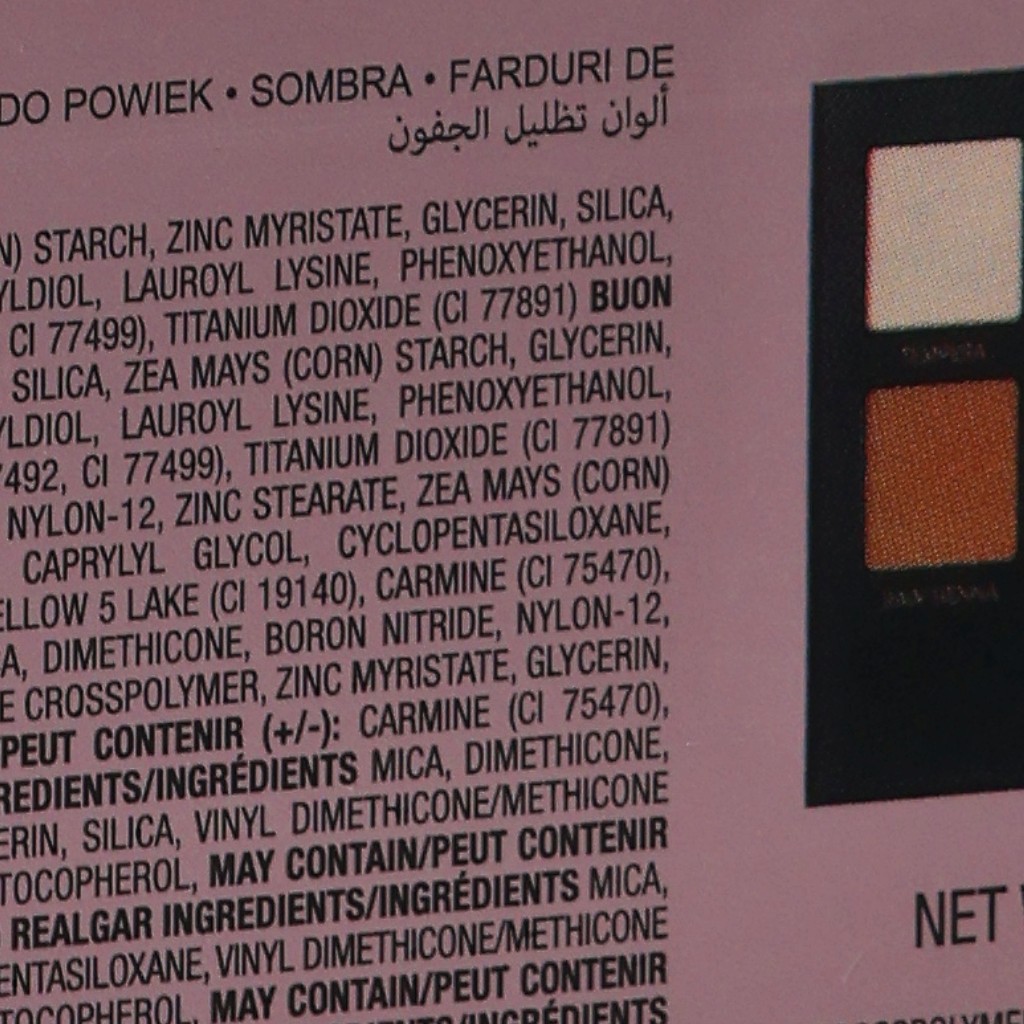 DO POWIEK • SOMBRA • FARDURI DE
ألوان تظليل الجفون
N) STARCH, ZINC MYRISTATE, GLYCERIN, SILICA,
YLDIOL, LAUROYL LYSINE, PHENOXYETHANOL,
CI 77499), TITANIUM DIOXIDE (CI 77891) BUON
SILICA, ZEA MAYS (CORN) STARCH, GLYCERIN,
YLDIOL, LAUROYL LYSINE, PHENOXYETHANOL,
7492, CI 77499), TITANIUM DIOXIDE (CI 77891)
NYLON-12, ZINC STEARATE, ZEA MAYS (CORN)
CAPRYLYL GLYCOL, CYCLOPENTASILOXANE,
ELLOW 5 LAKE (CI 19140), CARMINE (CI 75470),
A, DIMETHICONE, BORON NITRIDE, NYLON-12,
E CROSSPOLYMER, ZINC MYRISTATE, GLYCERIN,
PEUT CONTENIR (+/-): CARMINE (CI 75470),
REDIENTS/INGRÉDIENTS MICA, DIMETHICONE,
ERIN, SILICA, VINYL DIMETHICONE/METHICONE
TOCOPHEROL, MAY CONTAIN/PEUT CONTENIR
REALGAR INGREDIENTS/INGRÉDIENTS MICA,
ENTASILOXANE, VINYL DIMETHICONE/METHICONE
TOCOPHEROL, MAY CONTAIN/PEUT CONTENIR
NET